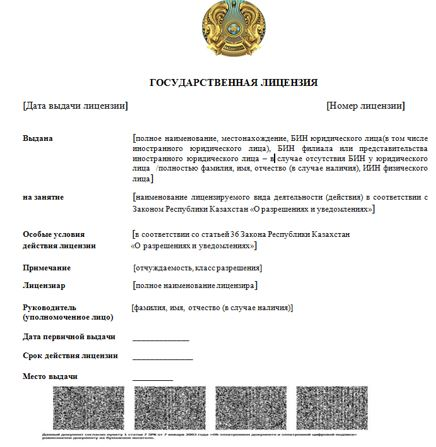 ГОСУДАРСТВЕННАЯ ЛИЦЕНЗИЯ
[Дата выдачи лицензии] [Номер лицензии]
Выдана [полное наименование, местонахождение, БИН юридического лица(в том числе
иностранного юридического лица), БИН филиала или представительства
иностранного юридического лица – в случае отсутствия БИН у юридического
лица /полностью фамилия, имя, отчество (в случае наличия), ИИН физического
лица]
на занятие [наименование лицензируемого вида деятельности (действия) в соответствии с
Законом Республики Казахстан «О разрешениях и уведомлениях»]
Особые условия [в соответствии со статьей 36 Закона Республики Казахстан
действия лицензии «О разрешениях и уведомлениях»]
Примечание [отчуждаемость, класс разрешения]
Лицензиар [полное наименование лицензиара]
Руководитель [фамилия, имя, отчество (в случае наличия)]
(уполномоченное лицо)
Дата первичной выдачи
Срок действия лицензии
Место выдачи